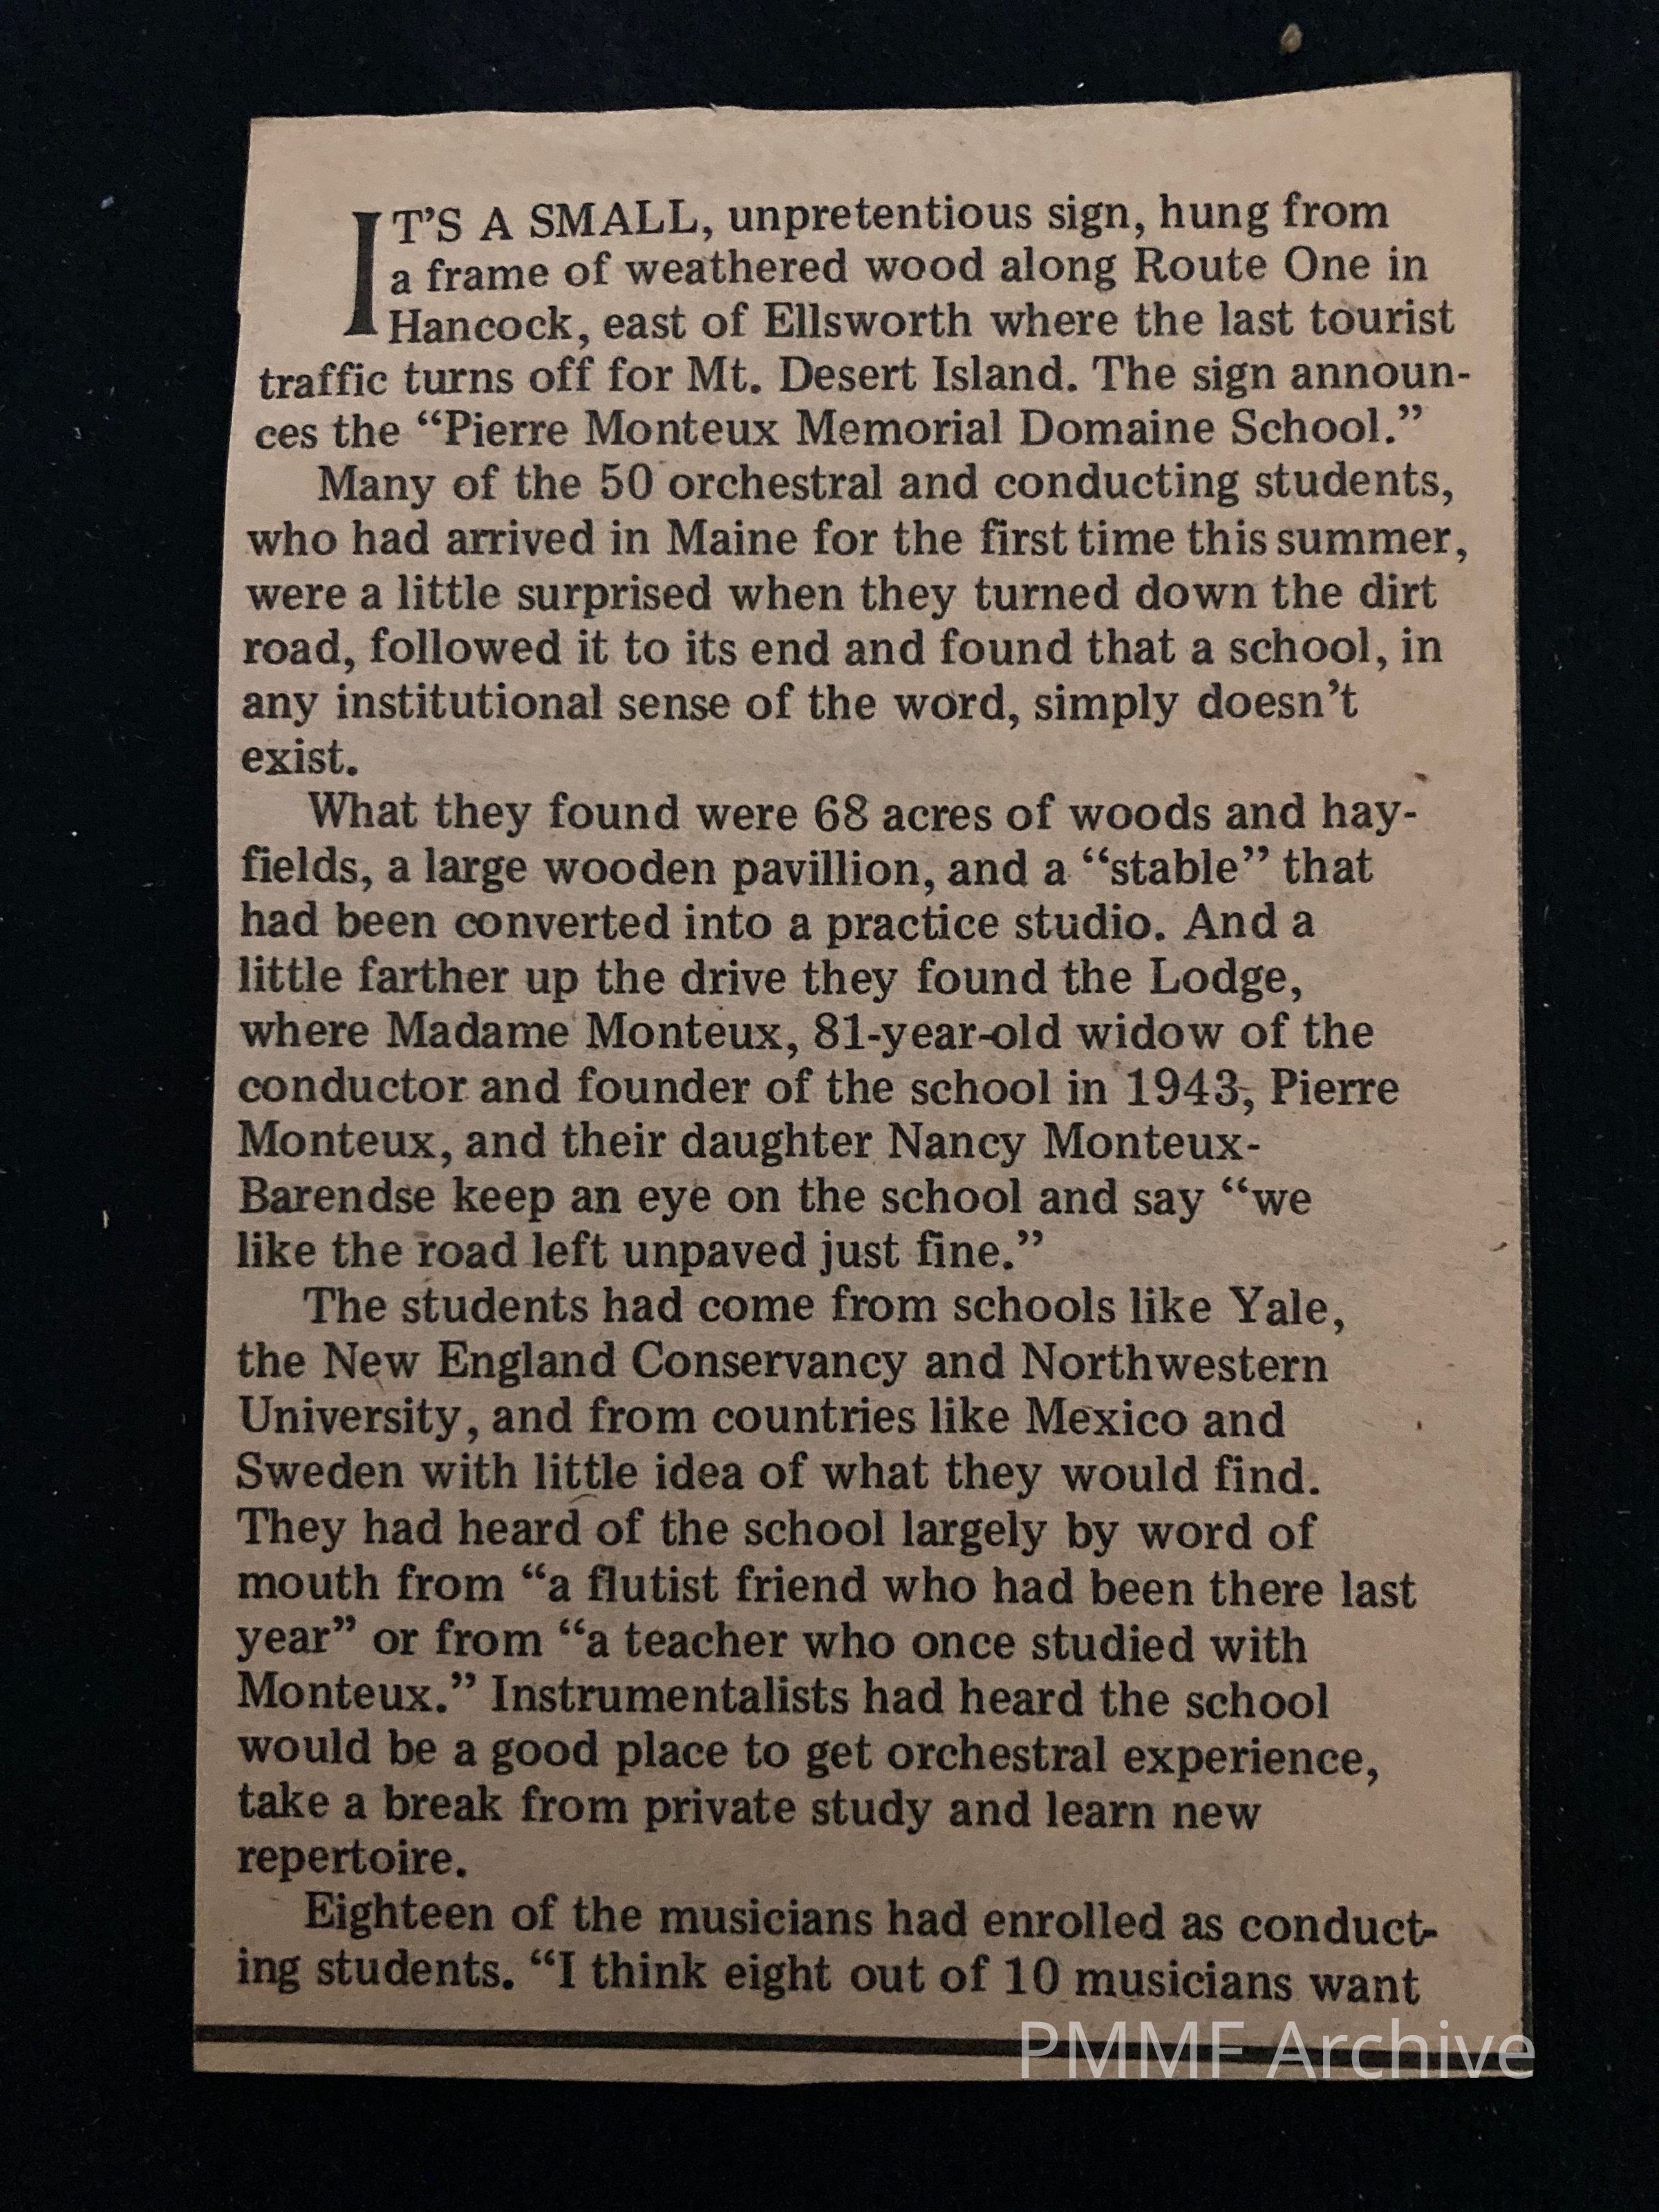 IT'S A SMALL, unpretentious sign, hung from
a frame of weathered wood along Route One in
Hancock, east of Ellsworth where the last tourist
traffic turns off for Mt. Desert Island. The sign announ-
ces the “Pierre Monteux Memorial Domaine School.”
Many of the 50 orchestral and conducting students,
who had arrived in Maine for the first time this summer,
were a little surprised when they turned down the dirt
road, followed it to its end and found that a school, in
any institutional sense of the word, simply doesn't
exist.
What they found were 68 acres of woods and hay-
fields, a large wooden pavillion, and a “stable” that
had been converted into a practice studio. And a
little farther up the drive they found the Lodge,
where Madame Monteux, 81-year-old widow of the
conductor and founder of the school in 1943, Pierre
Monteux, and their daughter Nancy Monteux-
Barendse keep an eye on the school and say “we
like the road left unpaved just fine.”
The students had come from schools like Yale,
the New England Conservancy and Northwestern
University, and from countries like Mexico and
Sweden with little idea of what they would find.
They had heard of the school largely by word of
mouth from “a flutist friend who had been there last
year” or from “a teacher who once studied with
Monteux.” Instrumentalists had heard the school
would be a good place to get orchestral experience,
take a break from private study and learn new
repertoire.
Eighteen of the musicians had enrolled as conduct-
ing students. “I think eight out of 10 musicians want
PMMF Archive